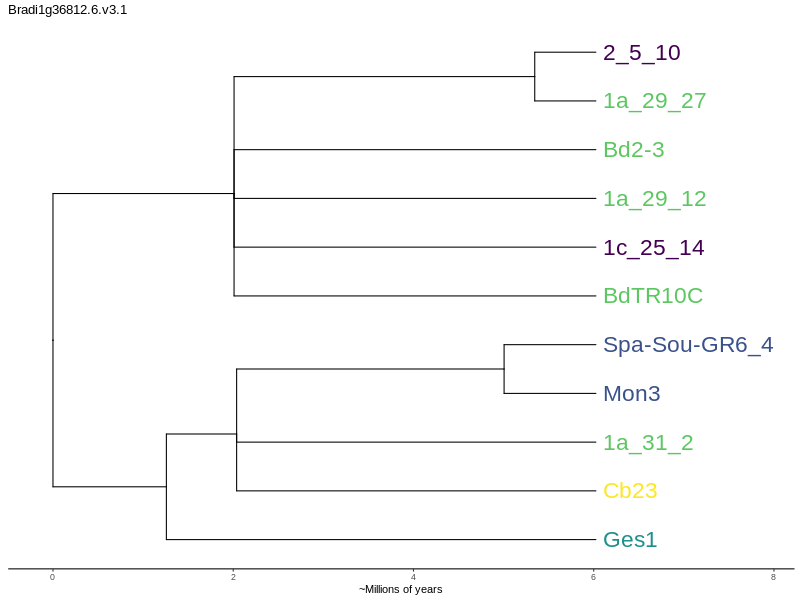 Bradi1g36812.6.v3.1
2_5_10
1a_29_27
Bd2-3
1a_29_12
1c_25_14
BdTR10C
Spa-Sou-GR6_4
Mon3
1a_31_2
Cb23
Ges1
0 2 4 6 8
~Millions of years